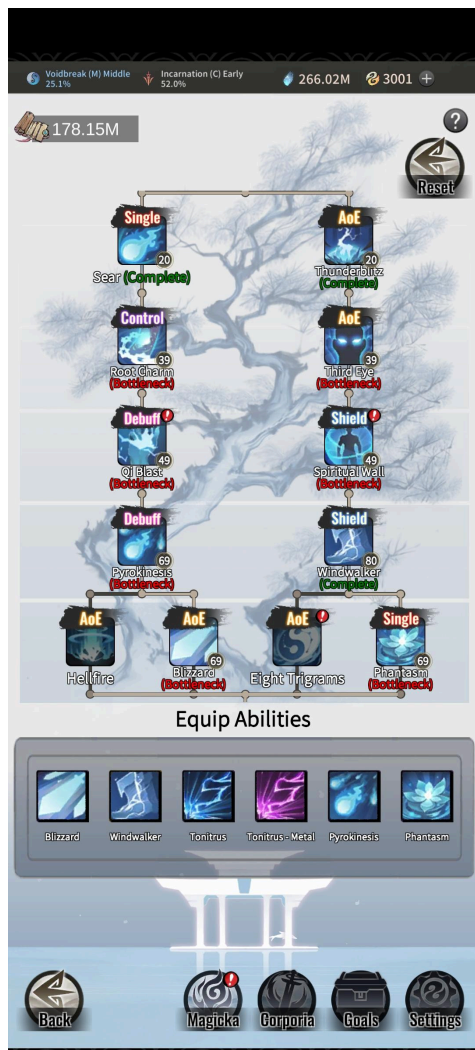 Voidbreak (M) Middle
25.1%
Incarnation (C) Early
52.0%
266.02M
3001 +
178.15M
?
Reset
Single
20
Sear (Complete)
AoE
20
Thunderblitz
(Complete)
Control
39
Root Charm
(Bottleneck)
AoE
39
Third Eye
(Bottleneck)
Debuff !
49
Qi Blast
(Bottleneck)
Shield !
49
Spiritual Wall
(Bottleneck)
Debuff
69
Pyrokinesis
(Bottleneck)
Shield
80
Windwalker
(Complete)
AoE
Hellfire
AoE
69
Blizzard
(Bottleneck)
AoE !
Eight Trigrams
Single
69
Phantasm
(Bottleneck)
Equip Abilities
Blizzard
Windwalker
Tonitrus
Tonitrus - Metal
Pyrokinesis
Phantasm
Back
Magicka
!
Corporia
Goals
Settings